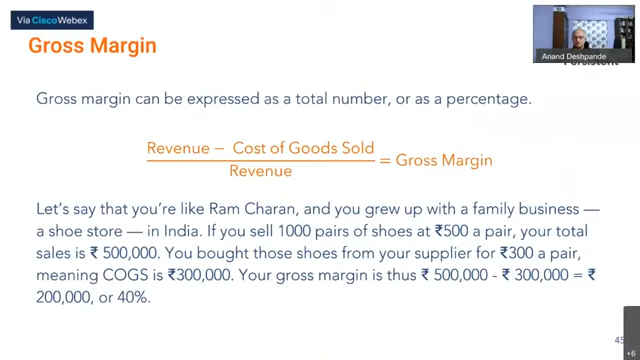 Via Cisco Webex
Gross Margin
Anand Deshpande
Persistent
Gross margin can be expressed as a total number, or as a percentage.
Revenue − Cost of Goods Sold
= Gross Margin
Revenue
Let's say that you're like Ram Charan, and you grew up with a family business —
a shoe store — in India. If you sell 1000 pairs of shoes at ₹500 a pair, your total
sales is ₹ 500,000. You bought those shoes from your supplier for ₹300 a pair,
meaning COGS is ₹300,000. Your gross margin is thus ₹ 500,000 - ₹ 300,000 = ₹
200,000, or 40%.
45
+6